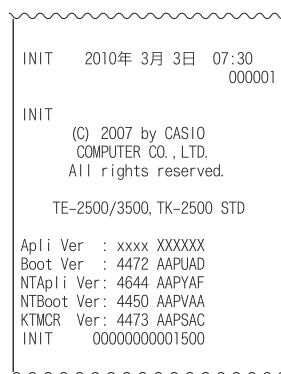 INIT 2010年 3月 3日 07:30
000001
INIT
(C) 2007 by CASIO
COMPUTER CO.,LTD.
All rights reserved.
TE-2500/3500,TK-2500 STD
Apli Ver : xxxx XXXXXX
Boot Ver : 4472 AAPUAD
NTApli Ver: 4644 AAPYAF
NTBoot Ver: 4450 AAPVAA
KTMCR Ver: 4473 AAPSAC
INIT 00000000001500